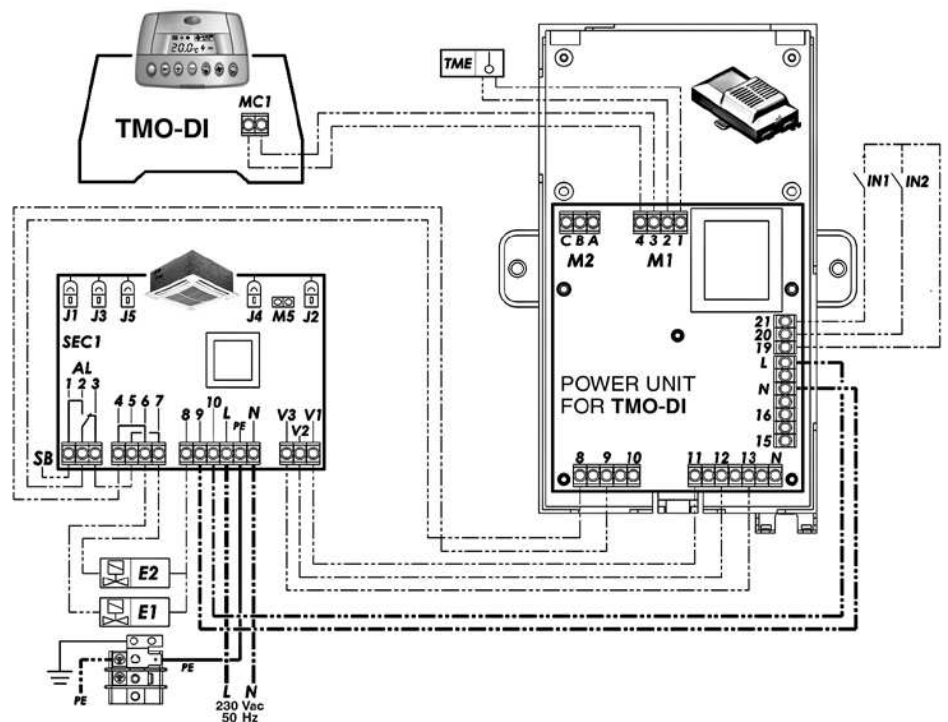 20.0°c
TMO-DI
MC1
TME
IN1 IN2
C B A
M2
4 3 2 1
M1
J1 J3 J5 J4 M5 J2
SEC1
AL
1 2 3
4 5 6 7
8 9 10 L PE N
V3 V2 V1
SB
21
20
19
L
N
16
15
POWER UNIT
FOR TMO-DI
8 9 10
11 12 13 N
E2
E1
PE
PE
L N
230 Vac
50 Hz